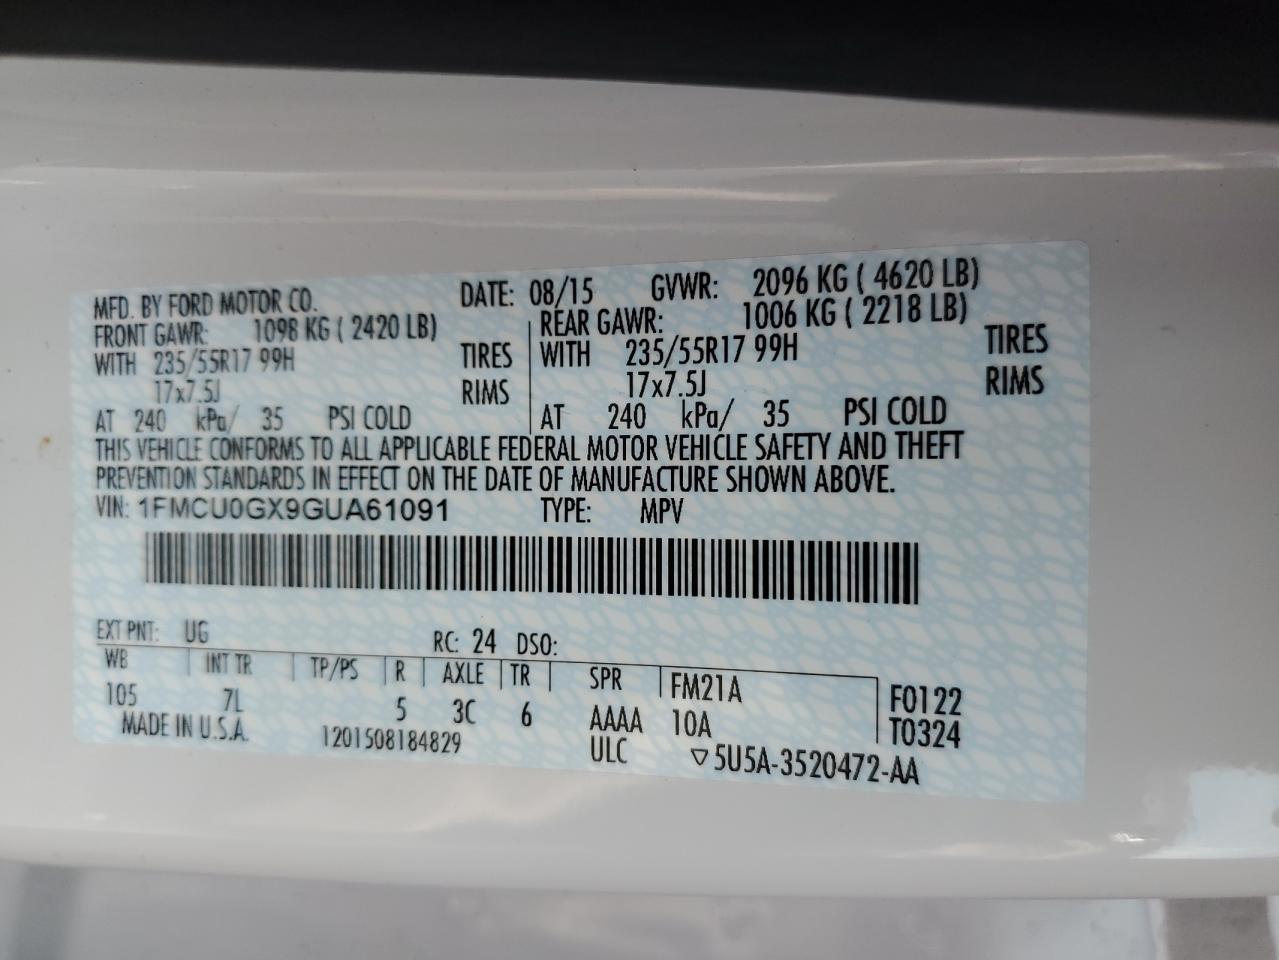 MFD. BY FORD MOTOR CO. DATE: 08/15 GVWR: 2096 KG ( 4620 LB)
FRONT GAWR: 1098 KG ( 2420 LB) REAR GAWR: 1006 KG ( 2218 LB)
WITH 235/55R17 99H TIRES WITH 235/55R17 99H TIRES
17x7.5J RIMS 17x7.5J RIMS
AT 240 kPa/ 35 PSI COLD AT 240 kPa/ 35 PSI COLD
THIS VEHICLE CONFORMS TO ALL APPLICABLE FEDERAL MOTOR VEHICLE SAFETY AND THEFT
PREVENTION STANDARDS IN EFFECT ON THE DATE OF MANUFACTURE SHOWN ABOVE.
VIN: 1FMCU0GX9GUA61091 TYPE: MPV
EXT PNT: UG RC: 24 DSO:
WB INT TR TP/PS R AXLE TR SPR FM21A F0122
105 7L 5 3C 6 AAAA 10A T0324
MADE IN U.S.A. 1201508184829 ULC ▽5U5A-3520472-AA